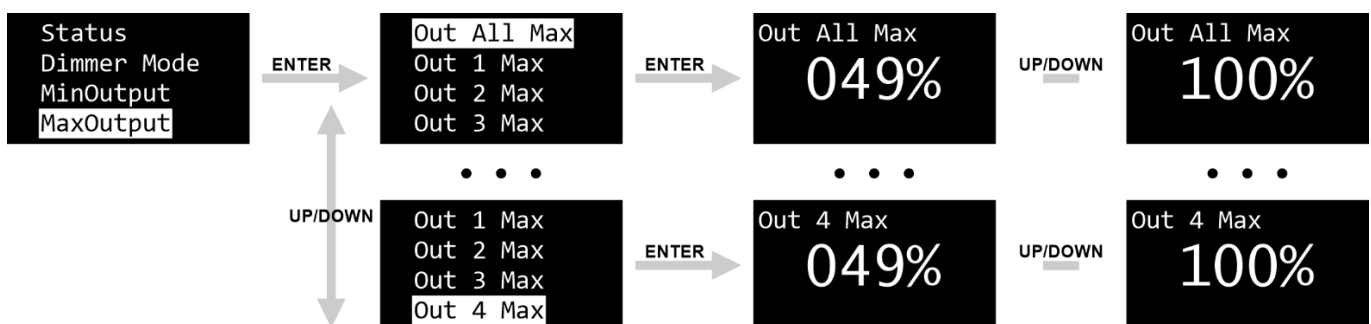 Status
Dimmer Mode
MinOutput
MaxOutput
ENTER
Out All Max
Out 1 Max
Out 2 Max
Out 3 Max
ENTER
Out All Max
049%
UP/DOWN
Out All Max
100%
UP/DOWN
Out 1 Max
Out 2 Max
Out 3 Max
Out 4 Max
ENTER
Out 4 Max
049%
UP/DOWN
Out 4 Max
100%